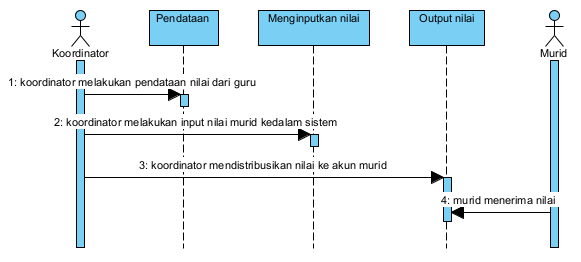 Pendataan
Menginputkan nilai
Output nilai
Koordinator
Murid
1: koordinator melakukan pendataan nilai dari guru
2: koordinator melakukan input nilai murid kedalam sistem
3: koordinator mendistribusikan nilai ke akun murid
4: murid menerima nilai